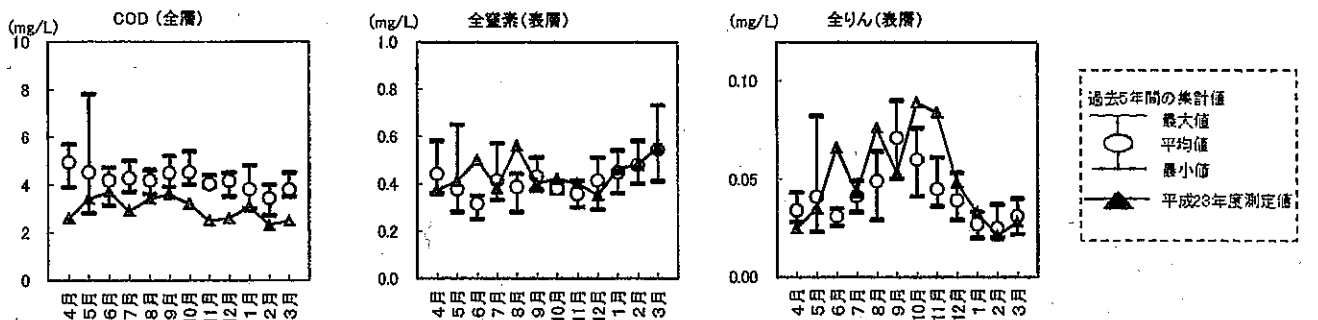 COD (全層)
(mg/L)
10
8
6
4
2
0
4月
5月
6月
7月
8月
9月
10月
11月
12月
1月
2月
3月
全窒素(表層)
(mg/L)
1.0
0.8
0.6
0.4
0.2
0.0
4月
5月
6月
7月
8月
9月
10月
11月
12月
1月
2月
3月
全りん(表層)
(mg/L)
0.10
0.05
0.00
4月
5月
6月
7月
8月
9月
10月
11月
12月
1月
2月
3月
過去5年間の集計値
最大値
平均値
最小値
平成23年度測定値